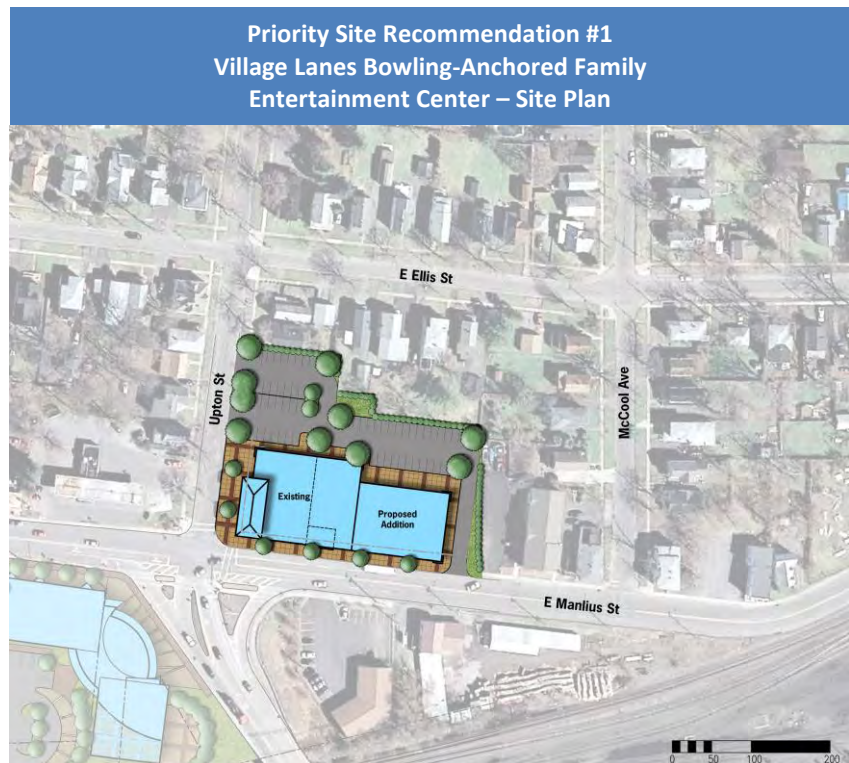 Priority Site Recommendation #1
Village Lanes Bowling-Anchored Family
Entertainment Center – Site Plan
E Ellis St
Upton St
McCool Ave
Existing
Proposed
Addition
E Manlius St
0 50 100 200